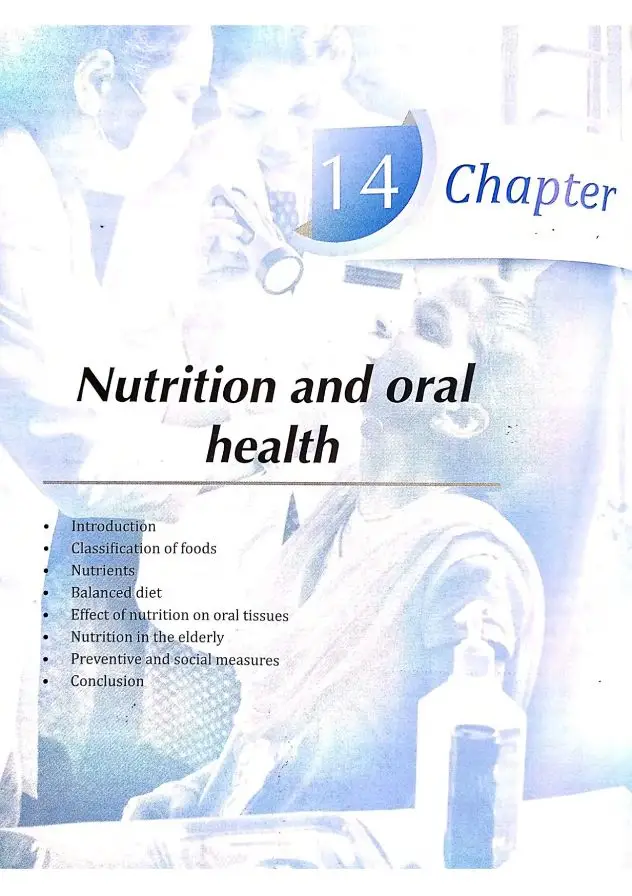 14 Chapter
Nutrition and oral
health
• Introduction
• Classification of foods
• Nutrients
• Balanced diet
• Effect of nutrition on oral tissues
• Nutrition in the elderly
• Preventive and social measures
• Conclusion